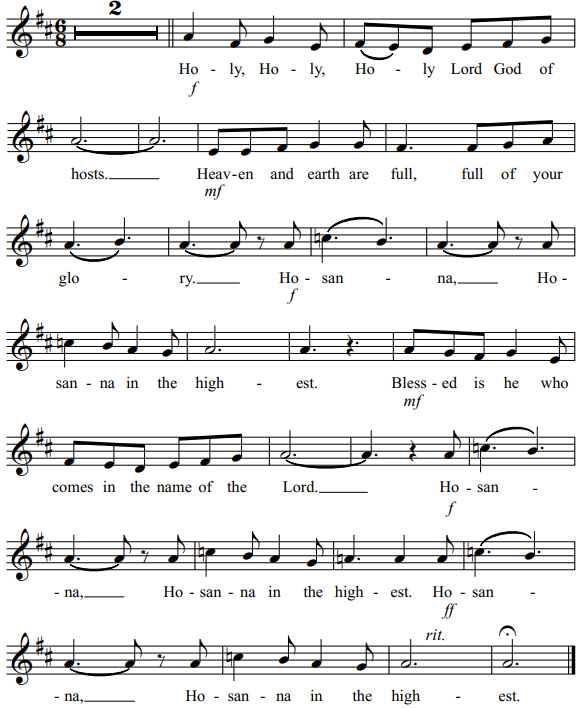 2
6
8
Ho - ly, Ho - ly, Ho - ly Lord God of
f
hosts. Heav-en and earth are full, full of your
mf
glo - ry. Ho - san - na, Ho -
f
san - na in the high - est. Bless - ed is he who
mf
comes in the name of the Lord. Ho - san -
f
- na, Ho - san - na in the high - est. Ho - san -
ff
rit.
- na, Ho - san - na in the high - est.